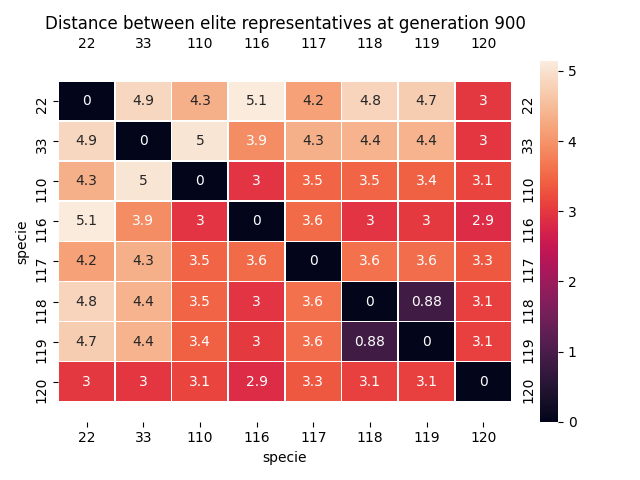 Distance between elite representatives at generation 900
22 33 110 116 117 118 119 120
22 0 4.9 4.3 5.1 4.2 4.8 4.7 3 22
33 4.9 0 5 3.9 4.3 4.4 4.4 3 33
110 4.3 5 0 3 3.5 3.5 3.4 3.1 110
116 5.1 3.9 3 0 3.6 3 3 2.9 116
117 4.2 4.3 3.5 3.6 0 3.6 3.6 3.3 117
118 4.8 4.4 3.5 3 3.6 0 0.88 3.1 118
119 4.7 4.4 3.4 3 3.6 0.88 0 3.1 119
120 3 3 3.1 2.9 3.3 3.1 3.1 0 120
22 33 110 116 117 118 119 120
specie
specie
5
4
3
2
1
0